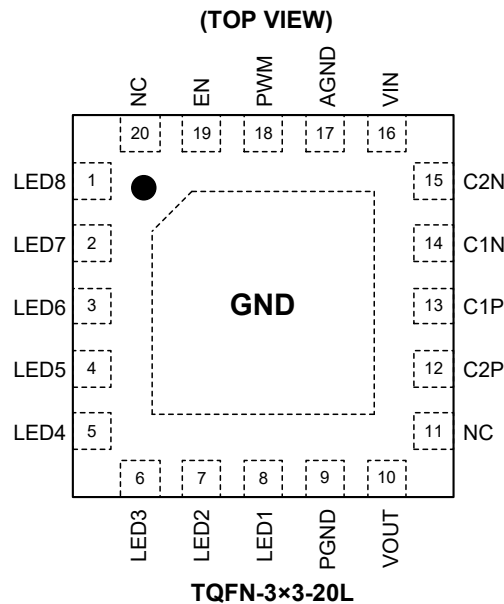 (TOP VIEW)
NC EN PWM AGND VIN
20 19 18 17 16
LED8 1 15 C2N
LED7 2 14 C1N
LED6 3 GND 13 C1P
LED5 4 12 C2P
LED4 5 11 NC
6 7 8 9 10
LED3 LED2 LED1 PGND VOUT
TQFN-3×3-20L